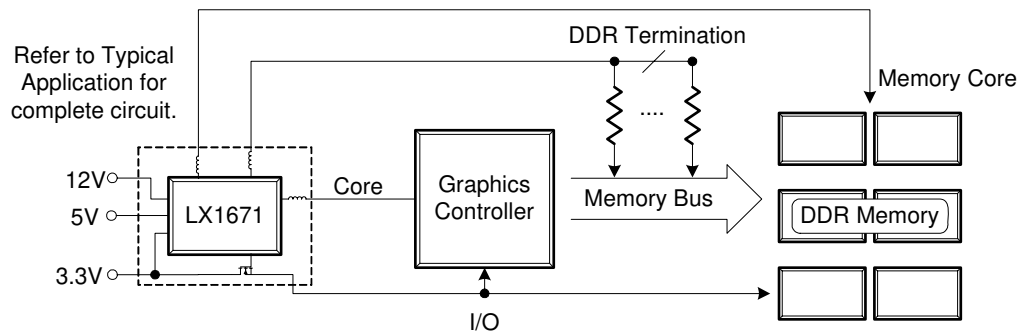 Refer to Typical
Application for
complete circuit.
DDR Termination
....
Memory Core
12V
5V
3.3V
LX1671
Core
Graphics
Controller
Memory Bus
DDR Memory
I/O